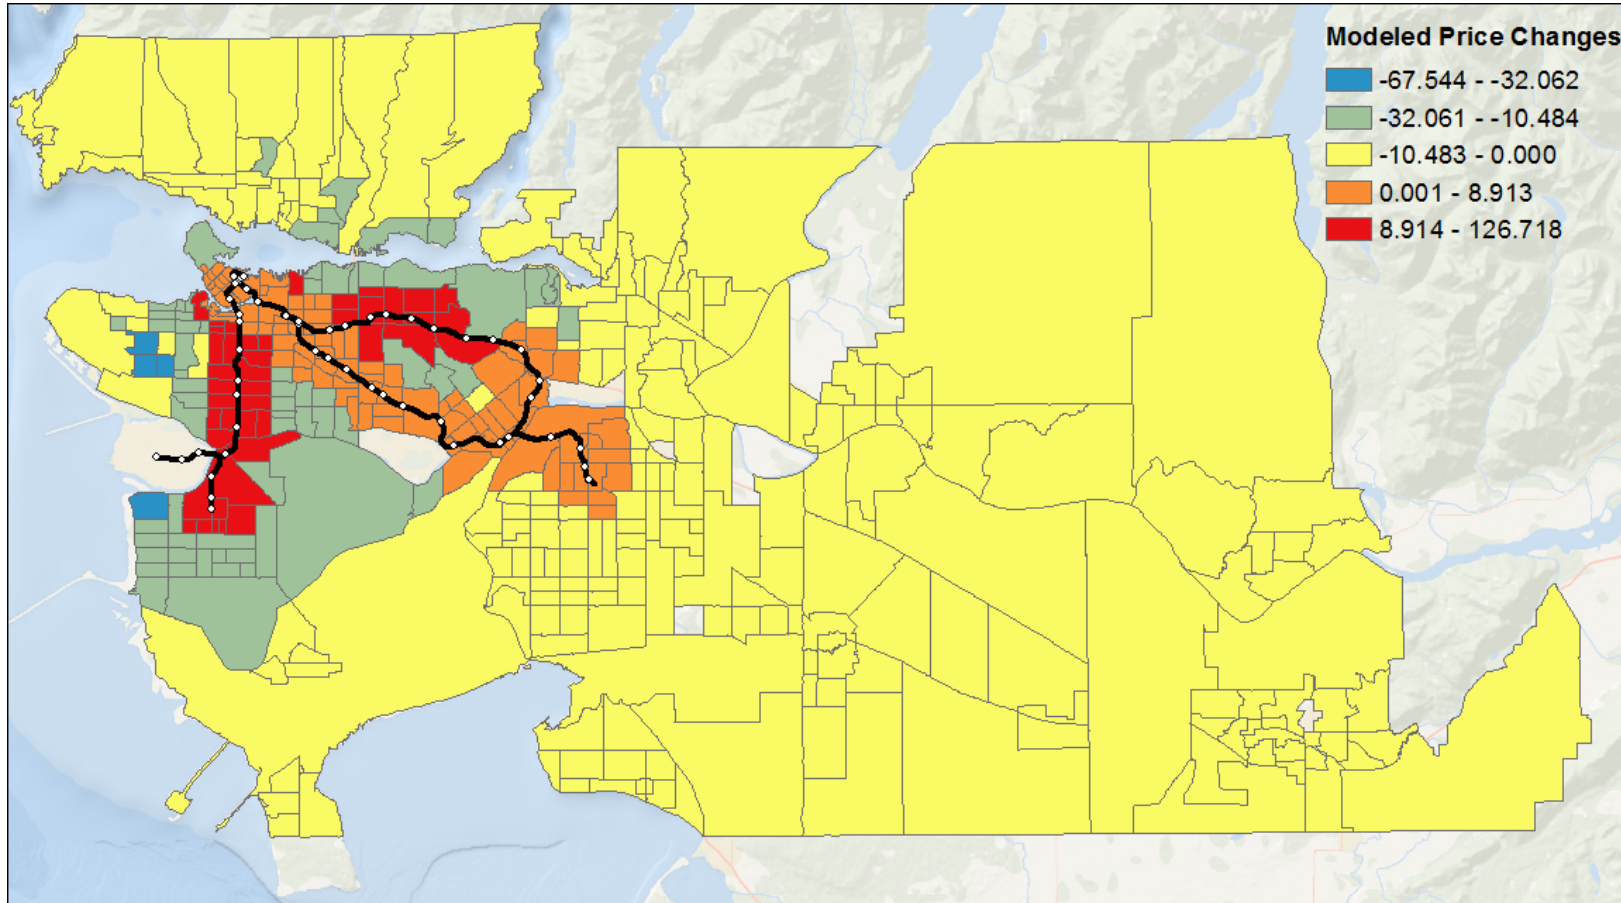 Modeled Price Changes
-67.544 - -32.062
-32.061 - -10.484
-10.483 - 0.000
0.001 - 8.913
8.914 - 126.718